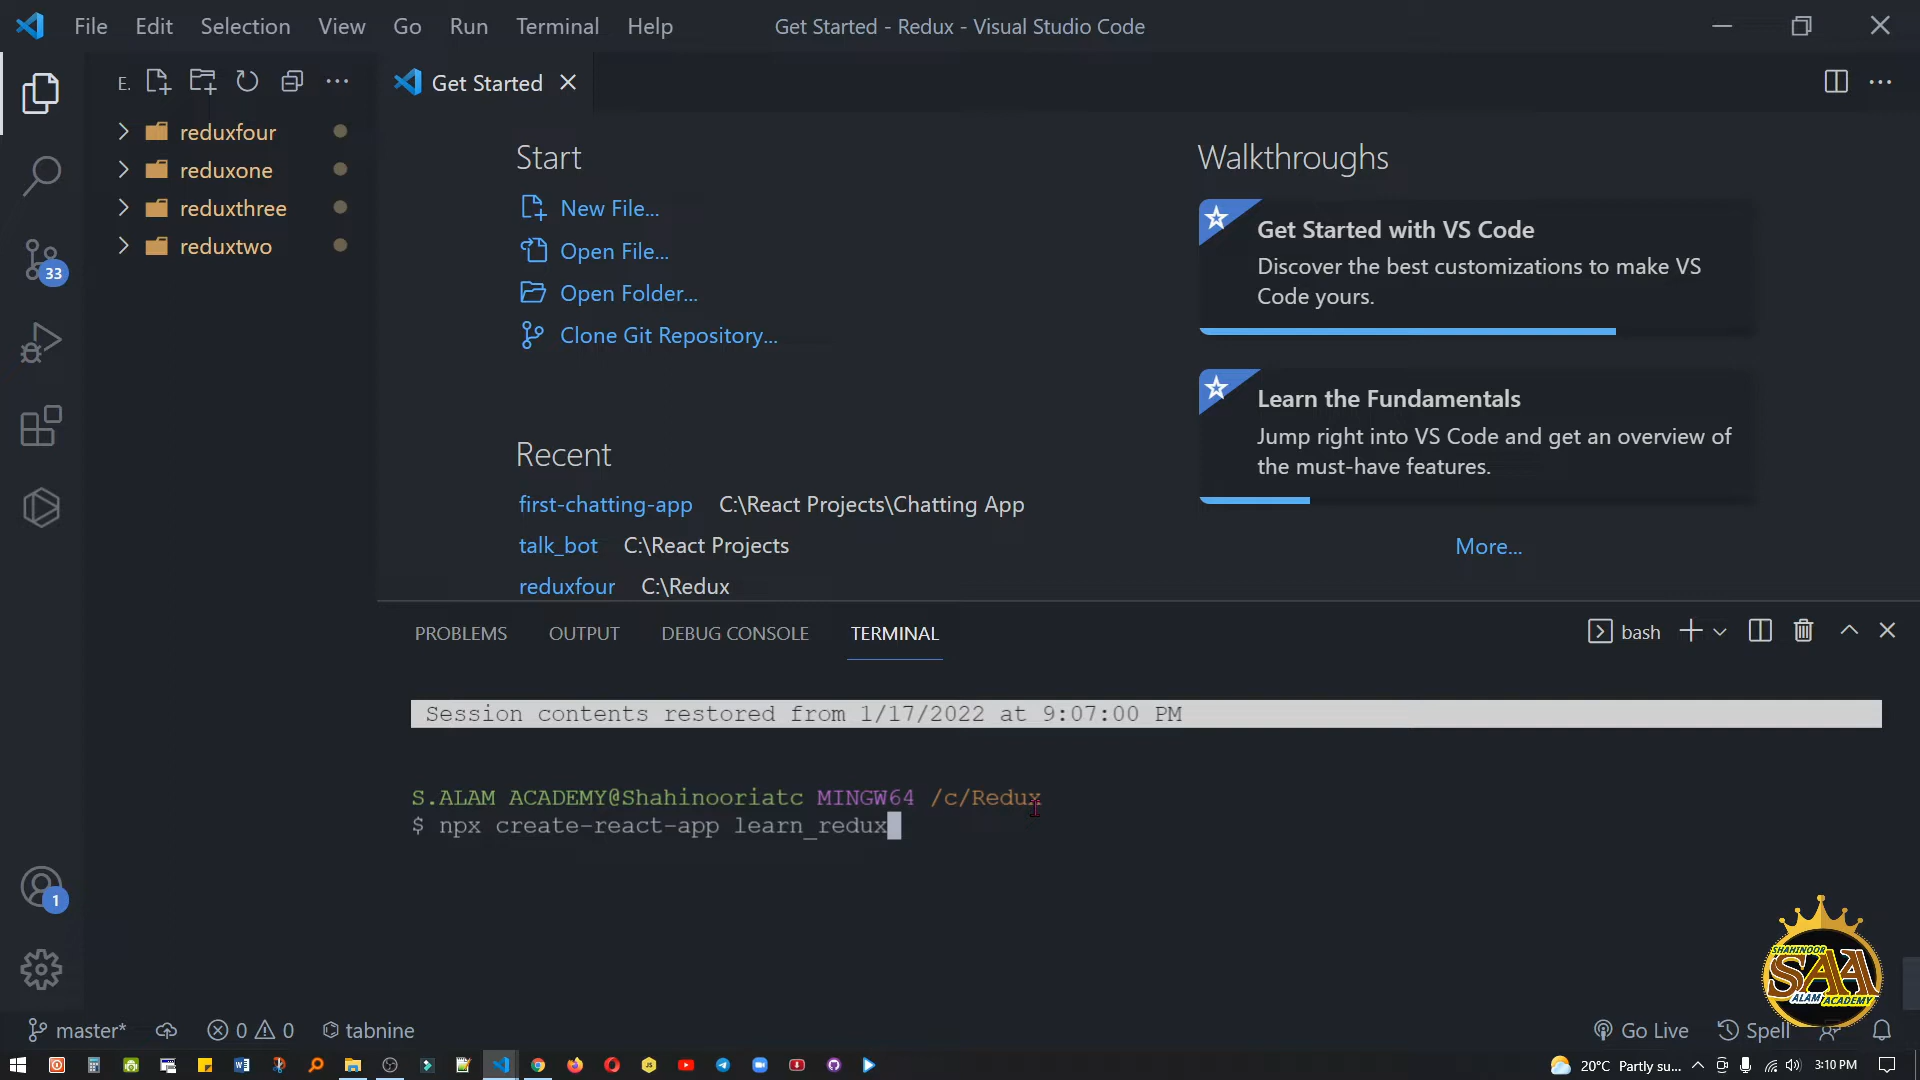 File Edit Selection View Go Run Terminal Help
Get Started - Redux - Visual Studio Code
E.
Get Started
reduxfour
reduxone
reduxthree
reduxtwo
33
Start
New File...
Open File...
Open Folder...
Clone Git Repository...
Recent
first-chatting-app C:\React Projects\Chatting App
talk_bot C:\React Projects
reduxfour C:\Redux
Walkthroughs
Get Started with VS Code
Discover the best customizations to make VS
Code yours.
Learn the Fundamentals
Jump right into VS Code and get an overview of
the must-have features.
More...
PROBLEMS OUTPUT DEBUG CONSOLE TERMINAL
bash
Session contents restored from 1/17/2022 at 9:07:00 PM
S.ALAM ACADEMY@Shahinooriatc MINGW64 /c/Redux
$ npx create-react-app learn_redux
1
SHAHINOOR
SAA
ALAM ACADEMY
master* 0 0 tabnine
Go Live Spell
20°C Partly su... 3:10 PM